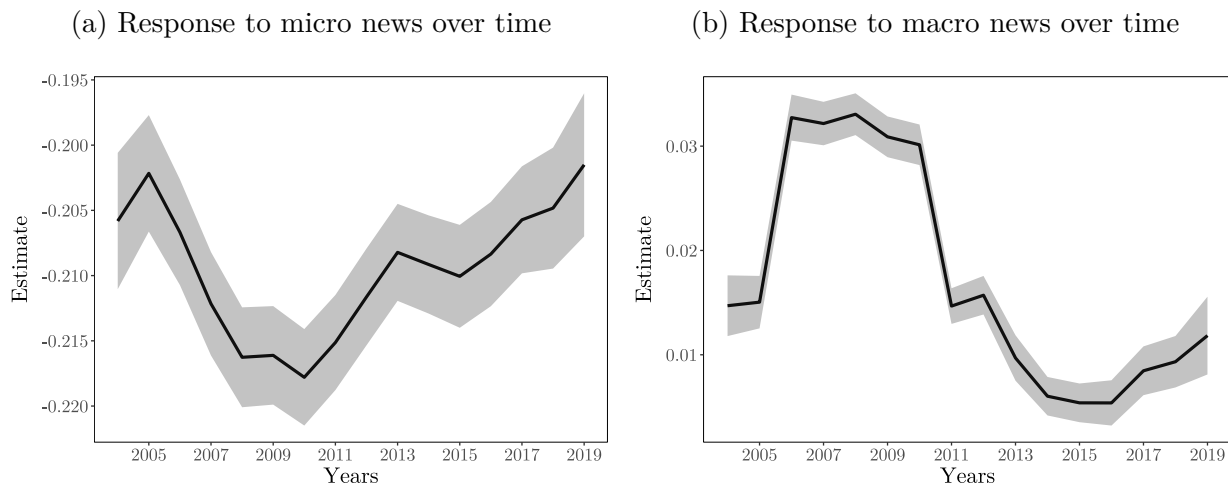 (a) Response to micro news over time
-0.195
-0.200
-0.205
-0.210
-0.215
-0.220
Estimate
2005 2007 2009 2011 2013 2015 2017 2019
Years
(b) Response to macro news over time
0.03
0.02
0.01
Estimate
2005 2007 2009 2011 2013 2015 2017 2019
Years